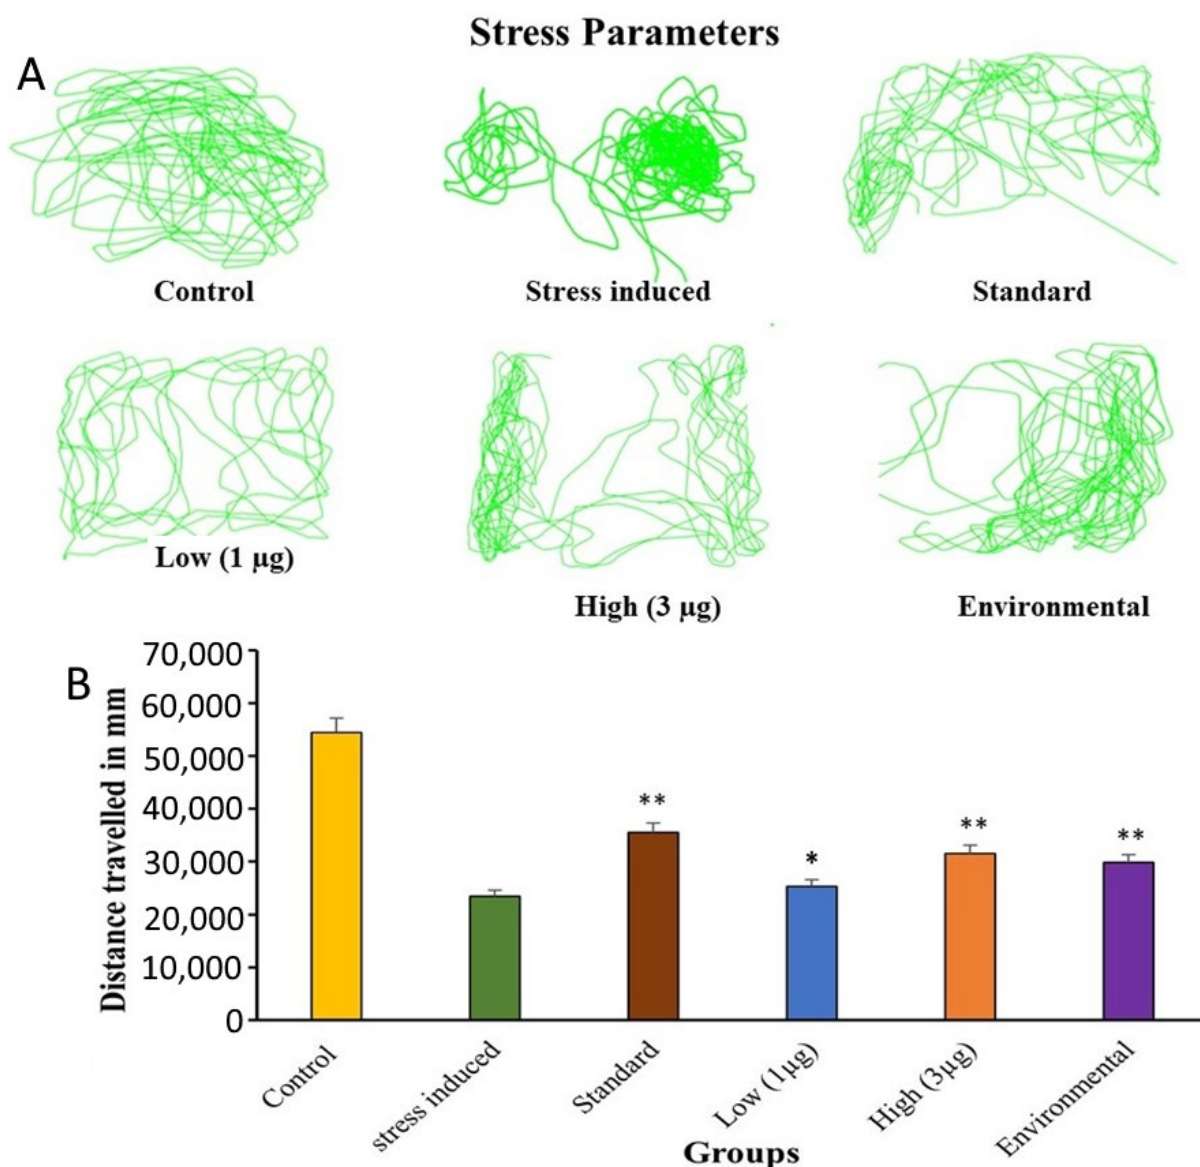 Stress Parameters
A
Control
Stress induced
Standard
Low (1 µg)
High (3 µg)
Environmental
B
Distance travelled in mm
70,000
60,000
50,000
40,000
30,000
20,000
10,000
0
**
*
**
**
Control
stress induced
Standard
Low (1µg)
High (3µg)
Environmental
Groups